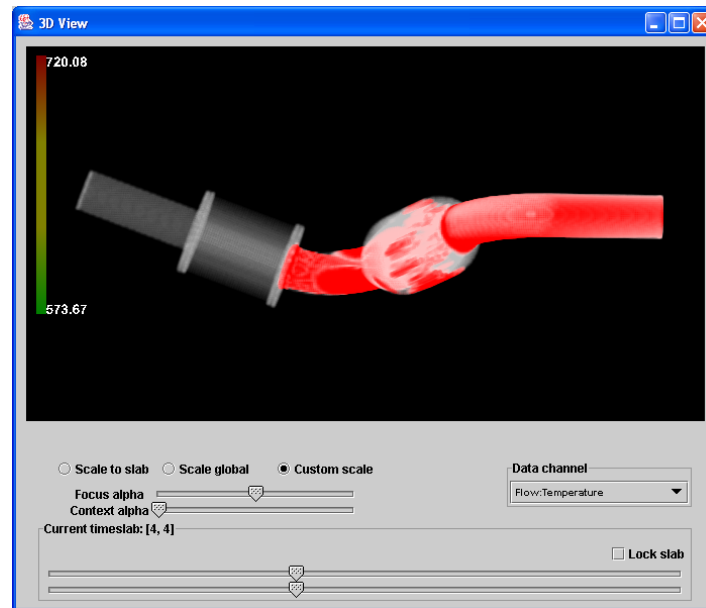 3D View
720.08
573.67
Scale to slab Scale global Custom scale
Focus alpha
Context alpha
Data channel
Flow:Temperature
Current timeslab: [4, 4]
Lock slab